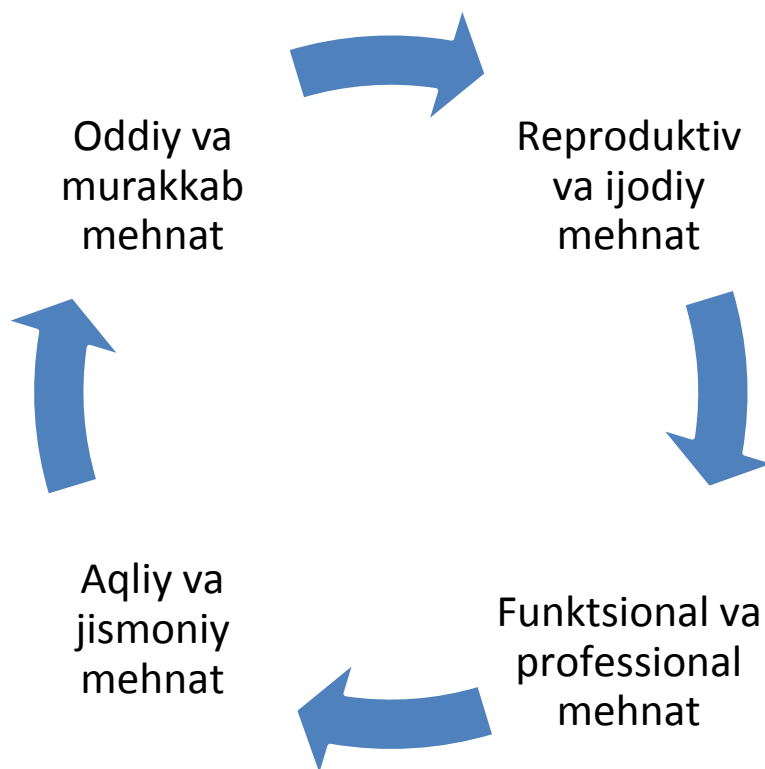 Oddiy va
murakkab
mehnat
Reproduktiv
va ijodiy
mehnat
Funktsional va
professional
mehnat
Aqliy va
jismoniy
mehnat